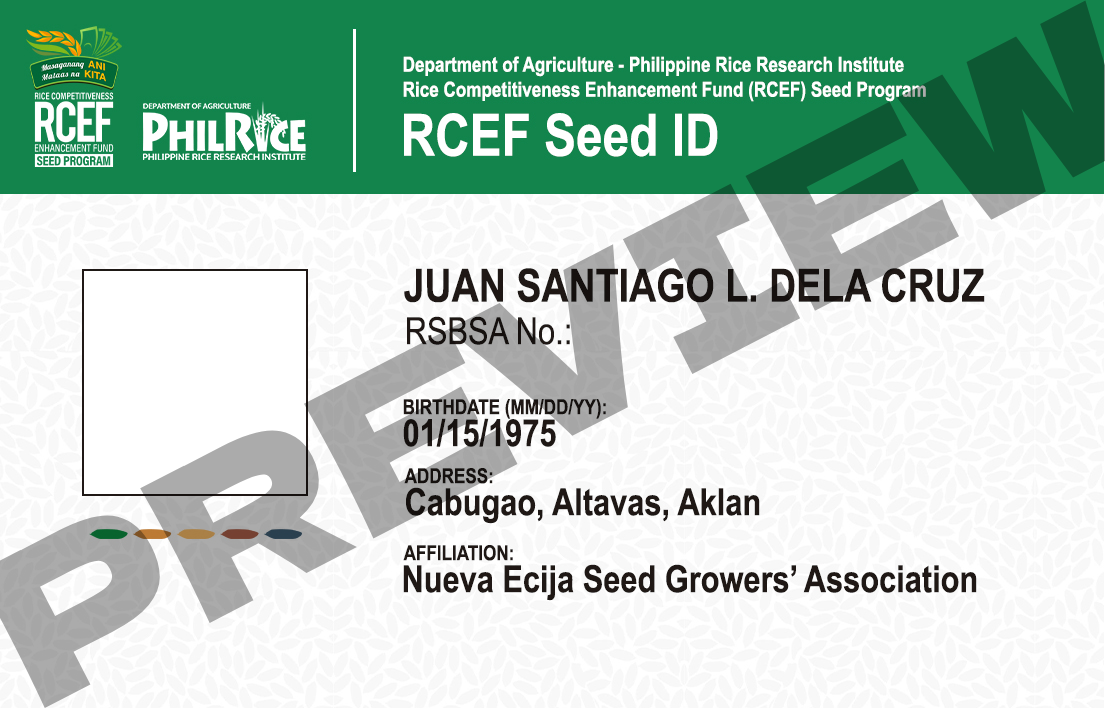 Masaganang ANI
Mataas na KITA
RICE COMPETITIVENESS
RCEF
ENHANCEMENT FUND
SEED PROGRAM
DEPARTMENT OF AGRICULTURE
PHILRICE
PHILIPPINE RICE RESEARCH INSTITUTE
Department of Agriculture - Philippine Rice Research Institute
Rice Competitiveness Enhancement Fund (RCEF) Seed Program
RCEF Seed ID
JUAN SANTIAGO L. DELA CRUZ
RSBSA No.:
BIRTHDATE (MM/DD/YY):
01/15/1975
ADDRESS:
Cabugao, Altavas, Aklan
AFFILIATION:
Nueva Ecija Seed Growers’ Association
PREVIEW